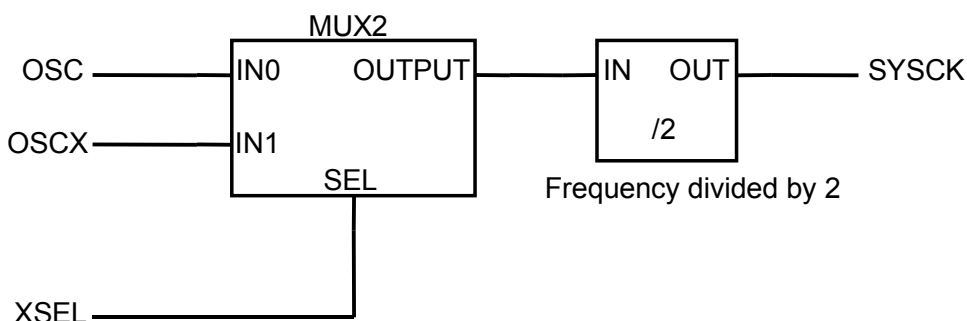 MUX2
OSC IN0 OUTPUT IN OUT SYSCK
OSCX IN1 /2
SEL Frequency divided by 2
XSEL